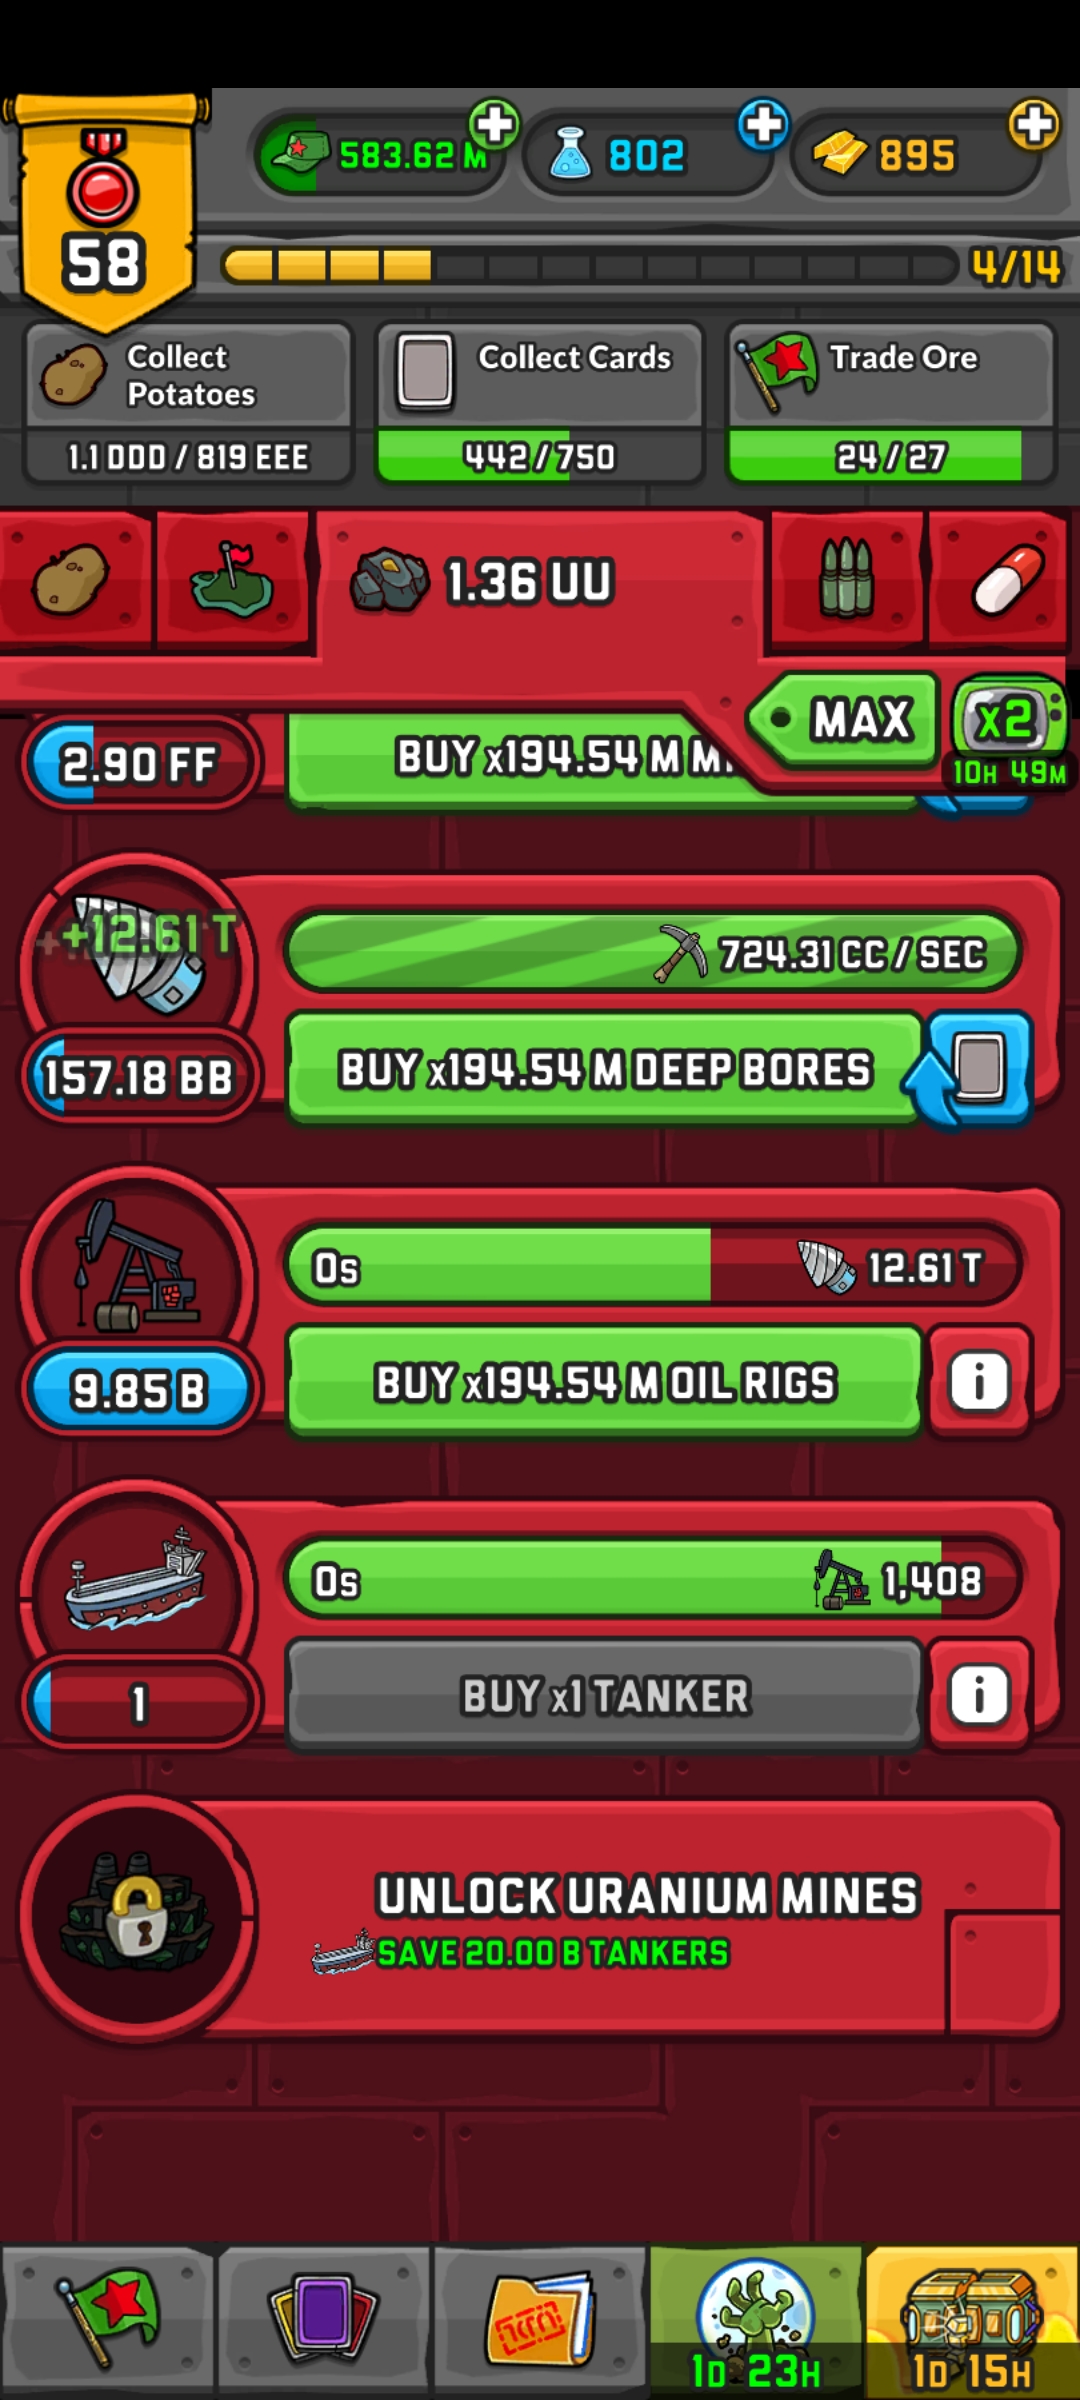 583.62 M
802
895
58
4/14
Collect
Potatoes
1.1 DDD / 819 EEE
Collect Cards
442/750
Trade Ore
24/27
1.36 UU
MAX
x2
10H 49M
2.90 FF
BUY x194.54 M
+12.61 T
724.31 CC / SEC
157.18 BB
BUY x194.54 M DEEP BORES
0s
12.61 T
9.85 B
BUY x194.54 M OIL RIGS
i
0s
1,408
1
BUY x1 TANKER
i
UNLOCK URANIUM MINES
SAVE 20.00 B TANKERS
1D 23H
1D 15H